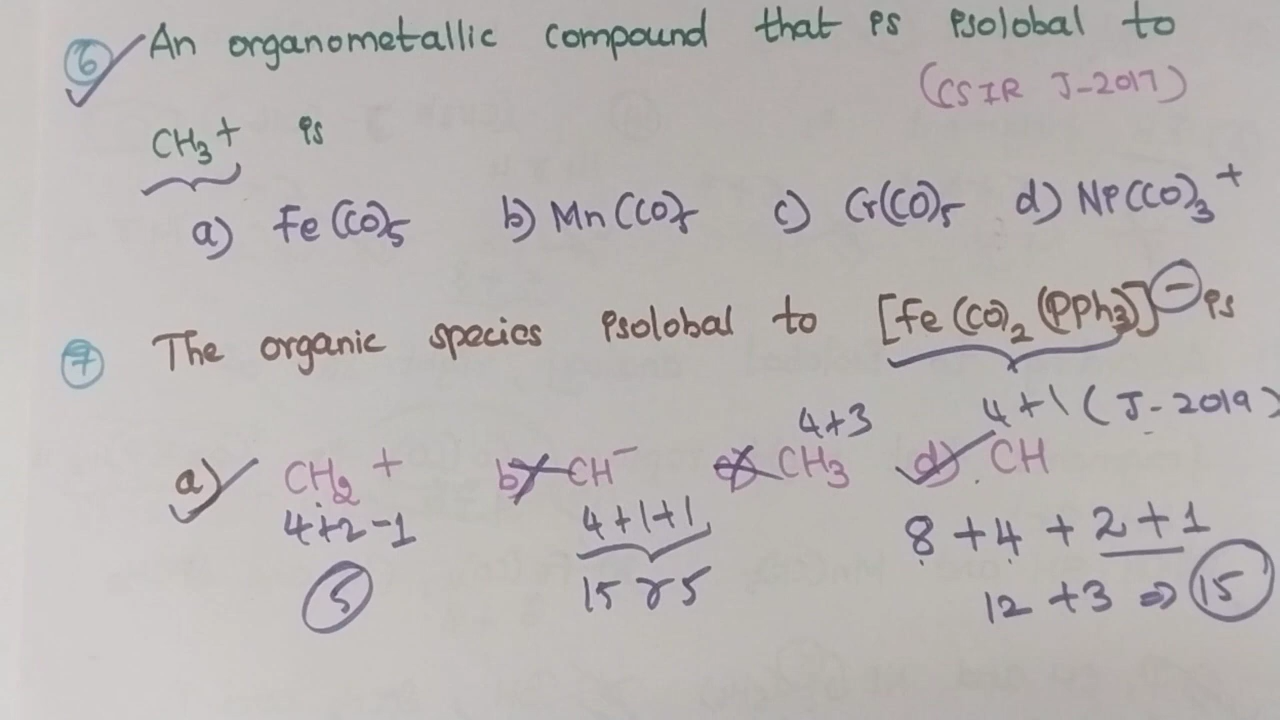 6 An organometallic compound that is isolobal to
(CSIR J-2017)
CH3+ is
a) Fe(CO)5 b) Mn(CO)5 c) Cr(CO)5 d) Ni(CO)3+
7 The organic species isolobal to [Fe(CO)2(PPh3)]- is
4+3 4+1 (J-2019)
a) CH2+ b) CH- c) CH3 d) CH
4+2-1 4+1+1 8+4+2+1
5 15 r 5 12+3 ⇒ 15